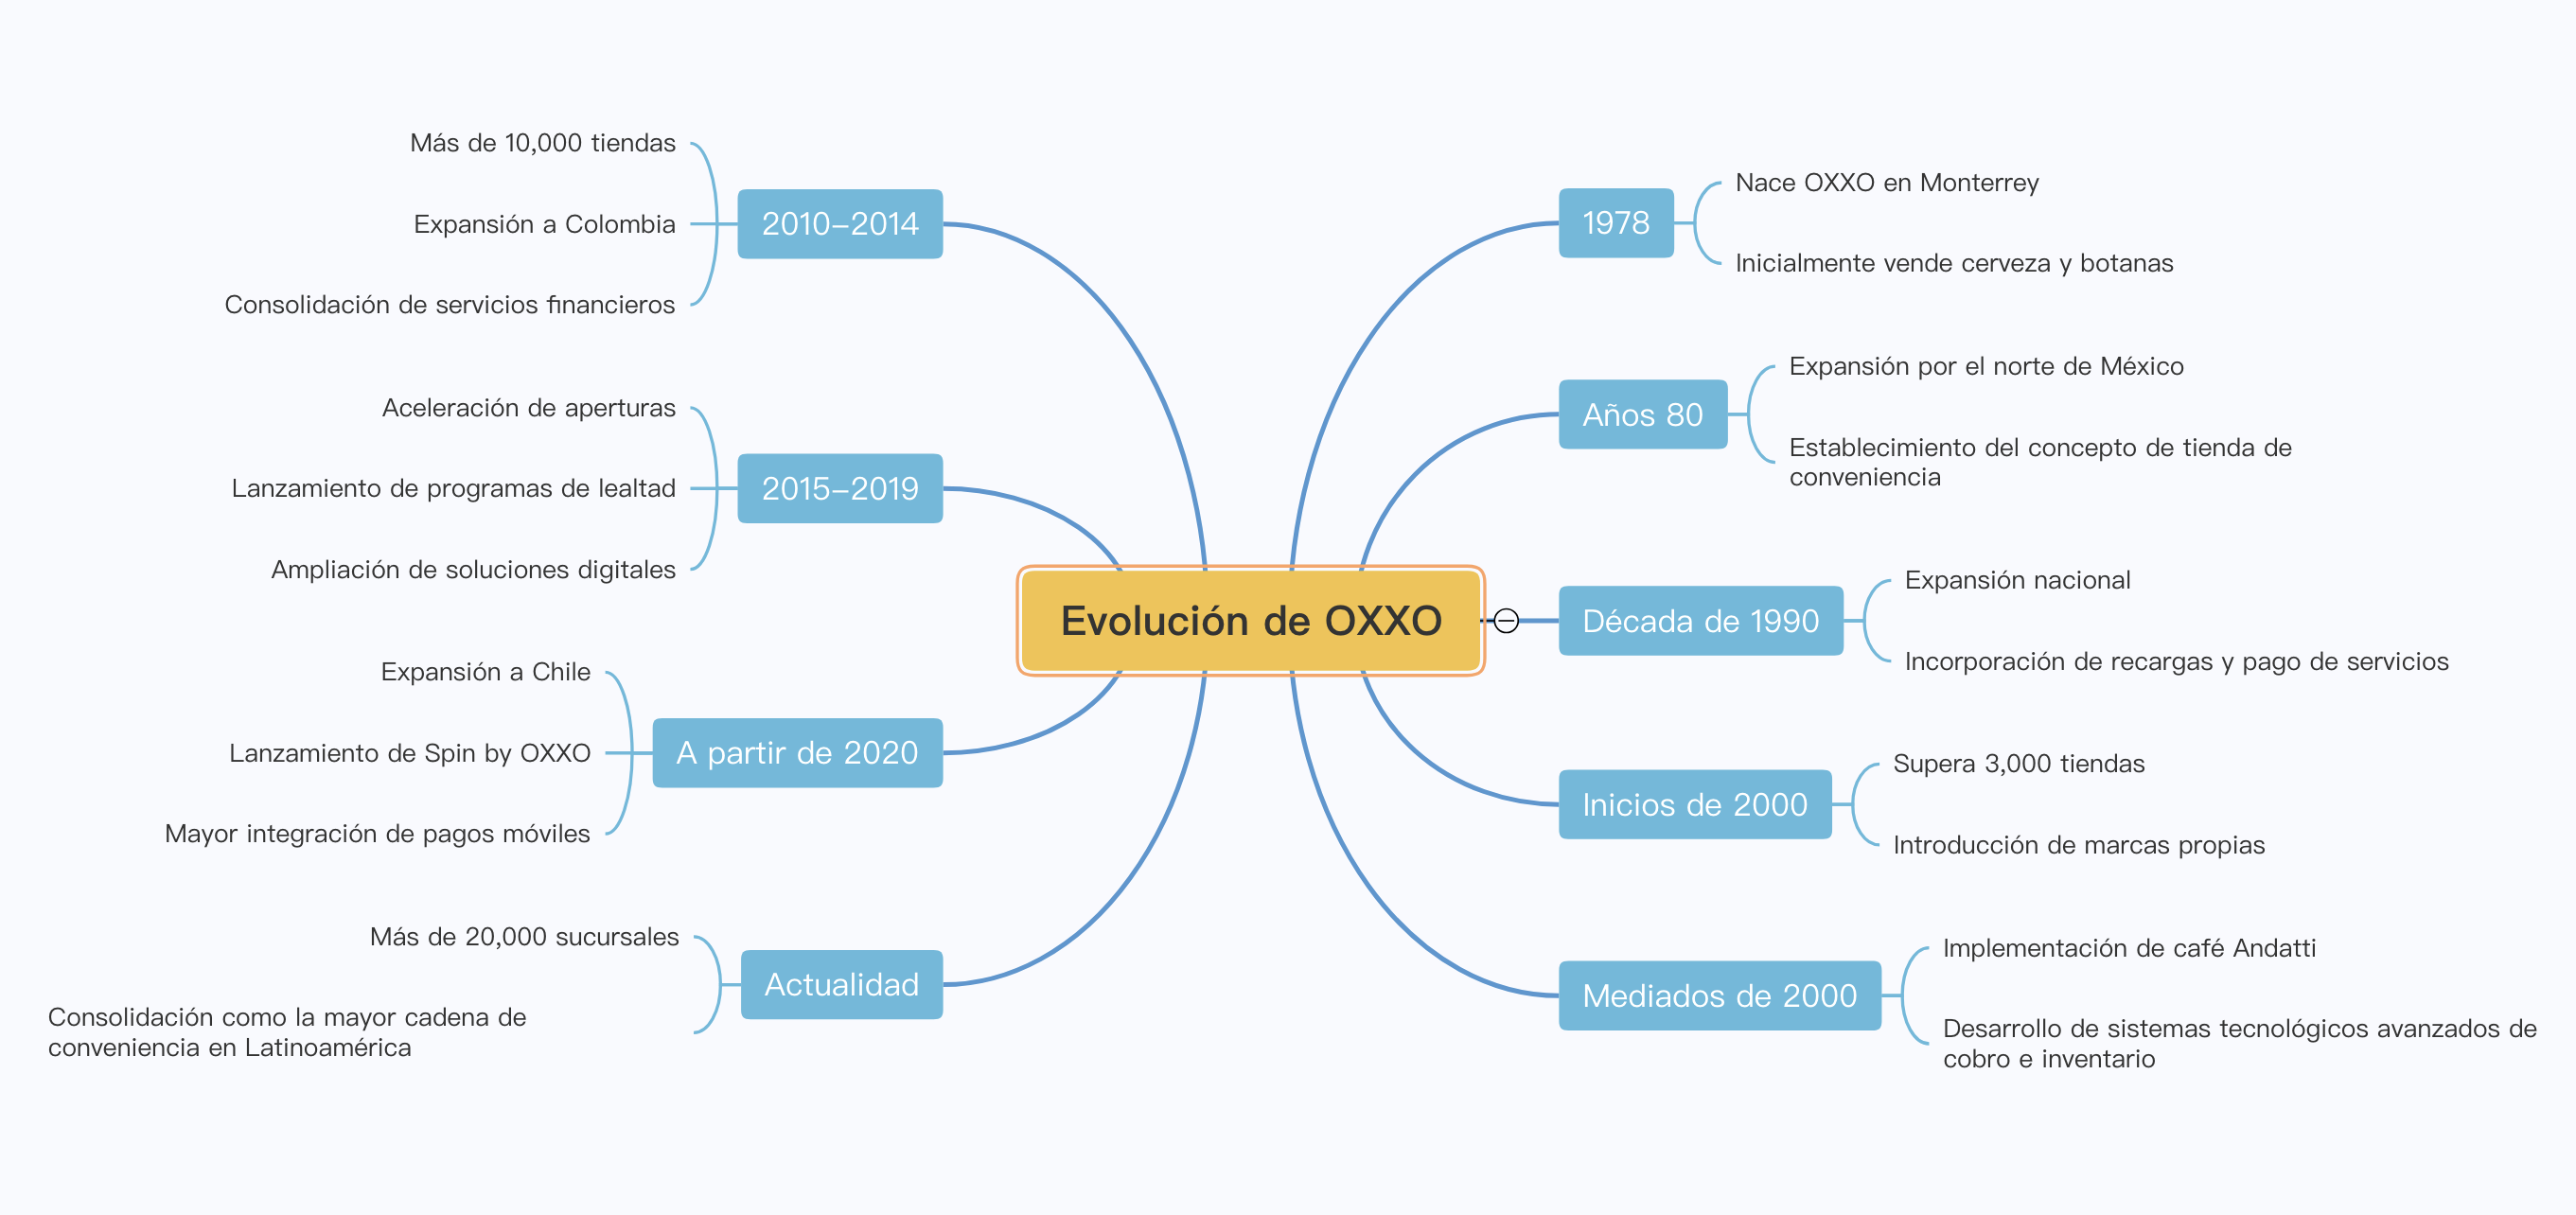 Evolución de OXXO
1978
Nace OXXO en Monterrey
Inicialmente vende cerveza y botanas
Años 80
Expansión por el norte de México
Establecimiento del concepto de tienda de
conveniencia
Década de 1990
Expansión nacional
Incorporación de recargas y pago de servicios
Inicios de 2000
Supera 3,000 tiendas
Introducción de marcas propias
Mediados de 2000
Implementación de café Andatti
Desarrollo de sistemas tecnológicos avanzados de
cobro e inventario
2010–2014
Más de 10,000 tiendas
Expansión a Colombia
Consolidación de servicios financieros
2015–2019
Aceleración de aperturas
Lanzamiento de programas de lealtad
Ampliación de soluciones digitales
A partir de 2020
Expansión a Chile
Lanzamiento de Spin by OXXO
Mayor integración de pagos móviles
Actualidad
Más de 20,000 sucursales
Consolidación como la mayor cadena de
conveniencia en Latinoamérica